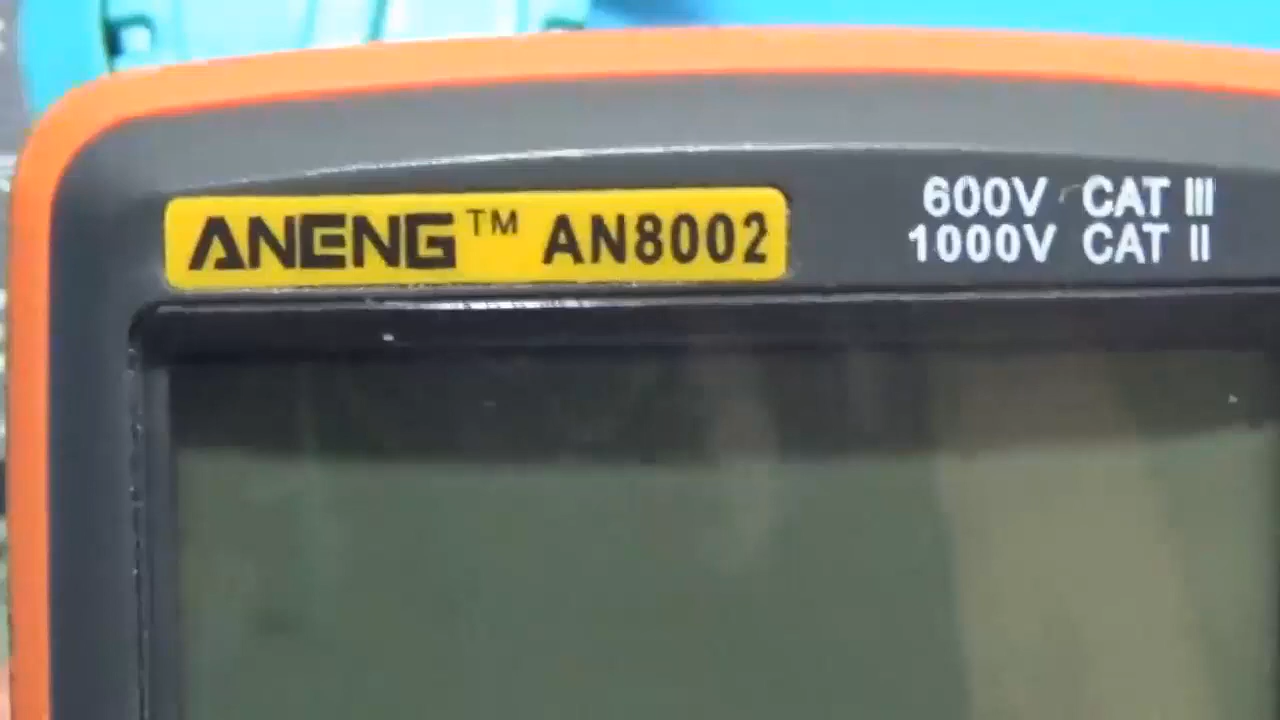 ANENG™ AN8002
600V CAT III
1000V CAT II